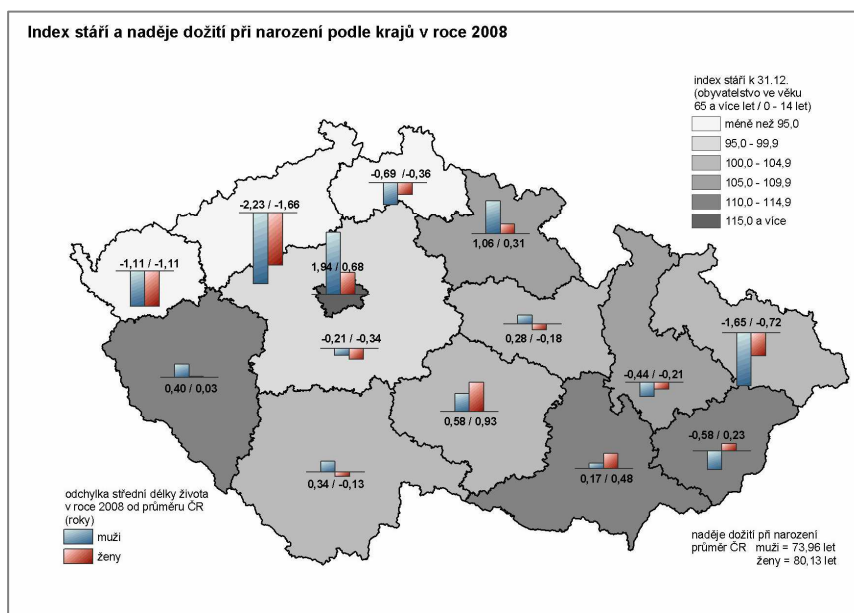 Index stáří a naděje dožití při narození podle krajů v roce 2008
index stáří k 31.12.
(obyvatelstvo ve věku
65 a více let / 0 - 14 let)
méně než 95,0
95,0 - 99,9
100,0 - 104,9
105,0 - 109,9
110,0 - 114,9
115,0 a více
-0,69 / -0,36
-2,23 / -1,66
1,06 / 0,31
-1,11 / -1,11
1,94 / 0,68
-0,21 / -0,34
0,28 / -0,18
-1,65 / -0,72
0,40 / 0,03
-0,44 / -0,21
0,58 / 0,93
-0,58 / 0,23
0,34 / -0,13
0,17 / 0,48
odchylka střední délky života
v roce 2008 od průměru ČR
(roky)
muži
ženy
naděje dožití při narození
průměr ČR muži = 73,96 let
ženy = 80,13 let